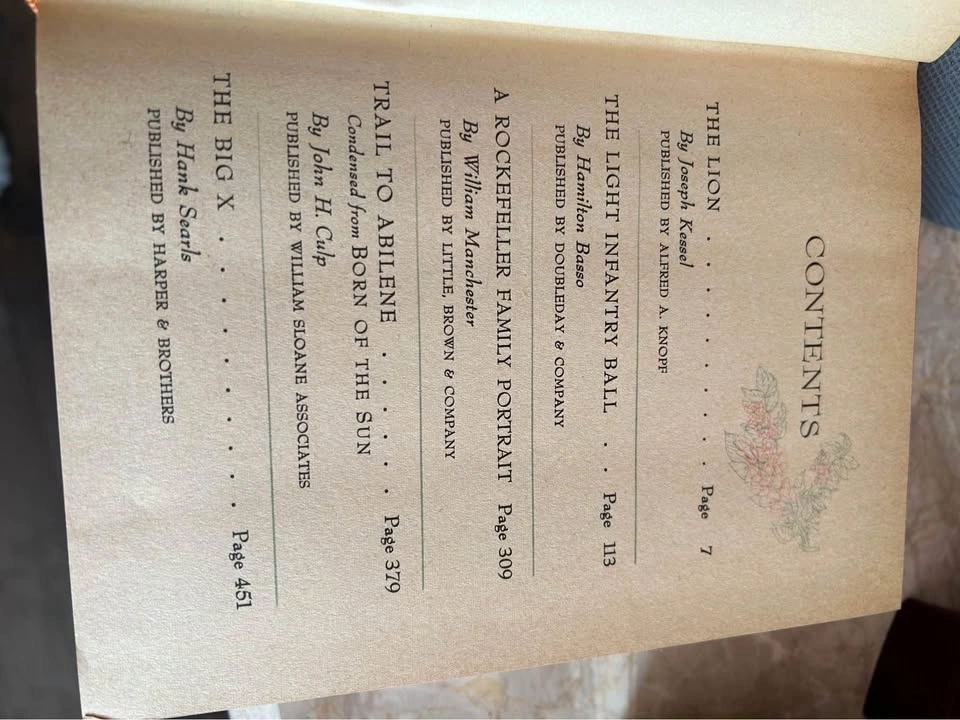 CONTENTS
THE LION . . . . . . . . Page 7
By Joseph Kessel
PUBLISHED BY ALFRED A. KNOPF
THE LIGHT INFANTRY BALL . . Page 113
By Hamilton Basso
PUBLISHED BY DOUBLEDAY & COMPANY
A ROCKEFELLER FAMILY PORTRAIT Page 309
By William Manchester
PUBLISHED BY LITTLE, BROWN & COMPANY
TRAIL TO ABILENE . . . . . Page 379
Condensed from BORN OF THE SUN
By John H. Culp
PUBLISHED BY WILLIAM SLOANE ASSOCIATES
THE BIG X . . . . . . . . . Page 451
By Hank Searls
PUBLISHED BY HARPER & BROTHERS